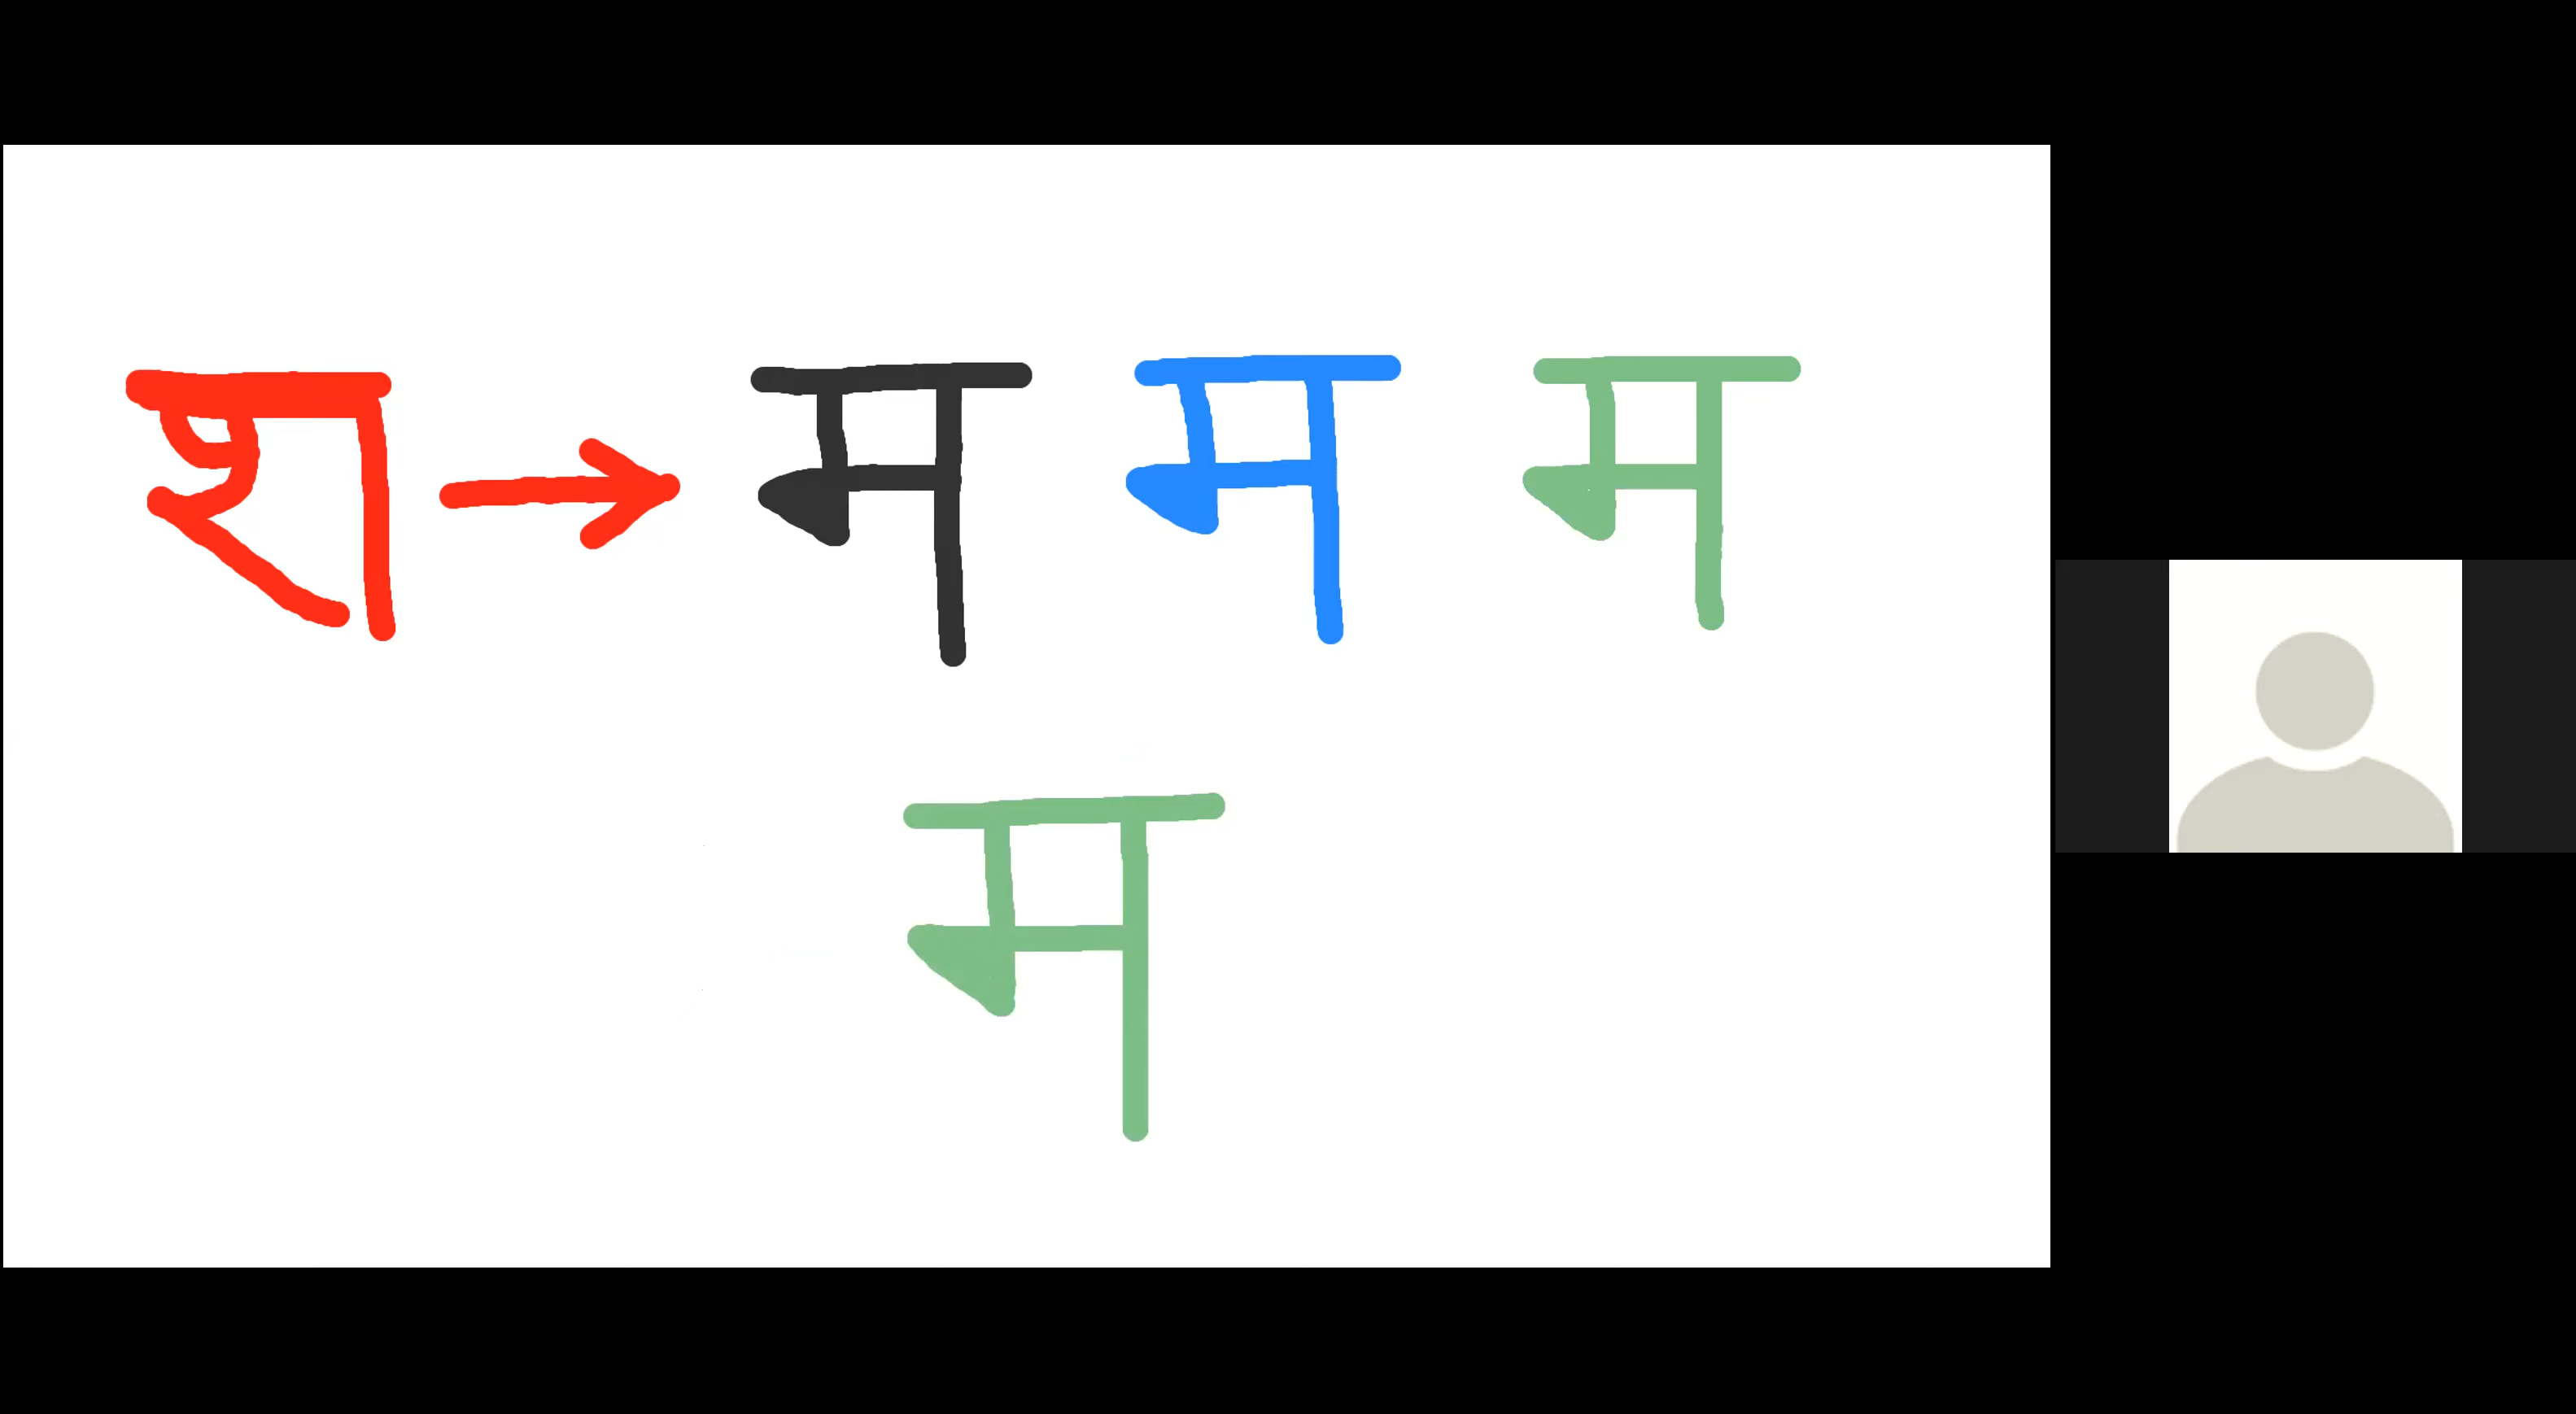 श → म म म
म